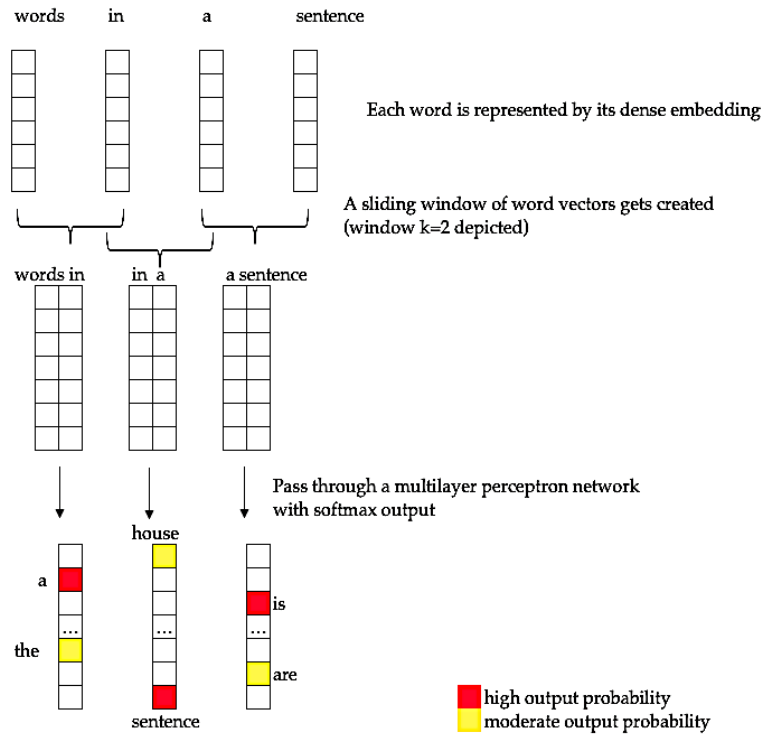 words in a sentence
Each word is represented by its dense embedding
A sliding window of word vectors gets created
(window k=2 depicted)
words in in a a sentence
Pass through a multilayer perceptron network
with softmax output
house
a
is
... ... ...
the
are
sentence
high output probability
moderate output probability